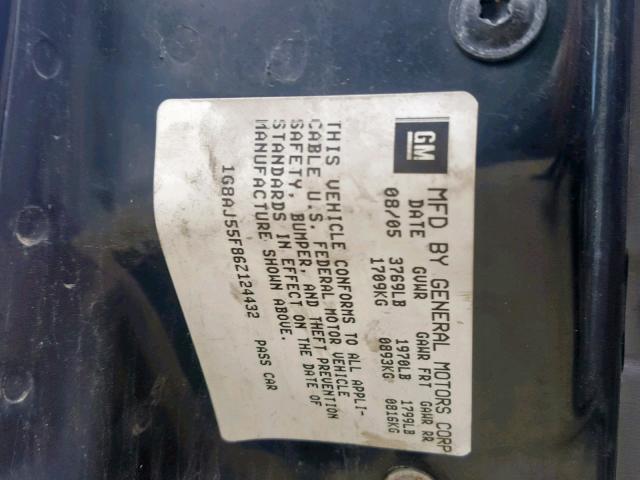 GM
MFD BY GENERAL MOTORS CORP
DATE GVWR GAWR FRT GAWR RR
08/05 3769LB 1970LB 1799LB
1709KG 0893KG 0816KG
THIS VEHICLE CONFORMS TO ALL APPLI-
CABLE U.S. FEDERAL MOTOR VEHICLE
SAFETY, BUMPER, AND THEFT PREVENTION
STANDARDS IN EFFECT ON THE DATE OF
MANUFACTURE SHOWN ABOVE.
1G8AJ55F86Z124432 PASS CAR